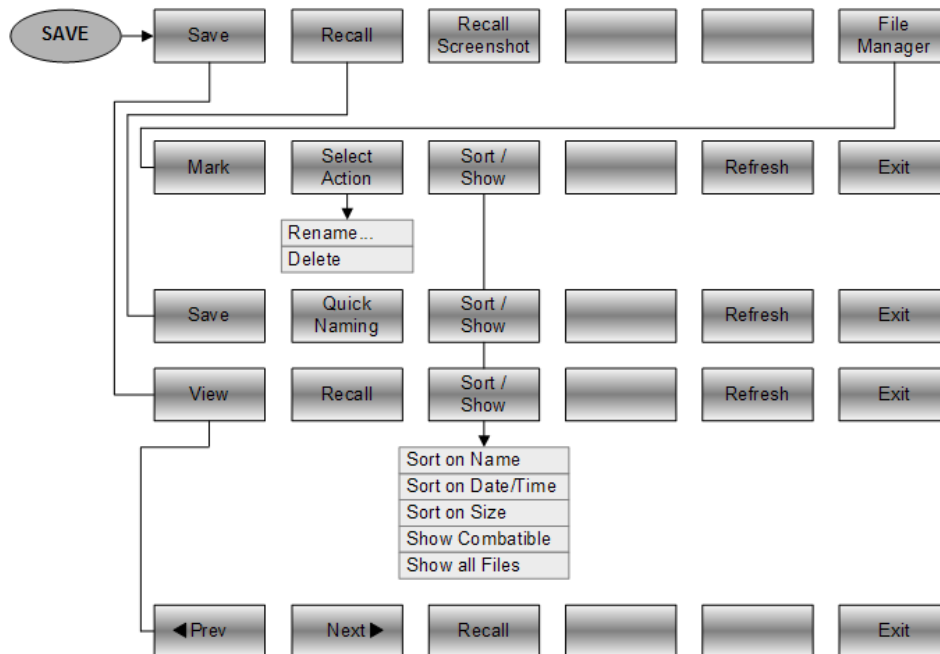 SAVE
Save
Recall
Recall
Screenshot
File
Manager
Mark
Select
Action
Sort /
Show
Refresh
Exit
Rename...
Delete
Save
Quick
Naming
Sort /
Show
Refresh
Exit
View
Recall
Sort /
Show
Refresh
Exit
Sort on Name
Sort on Date/Time
Sort on Size
Show Combatible
Show all Files
◀Prev
Next▶
Recall
Exit